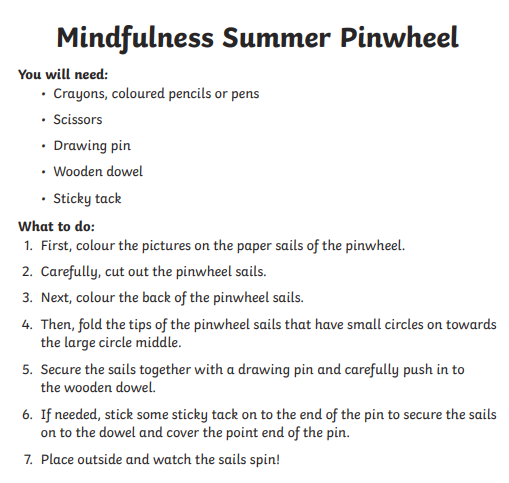 Mindfulness Summer Pinwheel
You will need:
• Crayons, coloured pencils or pens
• Scissors
• Drawing pin
• Wooden dowel
• Sticky tack
What to do:
1. First, colour the pictures on the paper sails of the pinwheel.
2. Carefully, cut out the pinwheel sails.
3. Next, colour the back of the pinwheel sails.
4. Then, fold the tips of the pinwheel sails that have small circles on towards
the large circle middle.
5. Secure the sails together with a drawing pin and carefully push in to
the wooden dowel.
6. If needed, stick some sticky tack on to the end of the pin to secure the sails
on to the dowel and cover the point end of the pin.
7. Place outside and watch the sails spin!